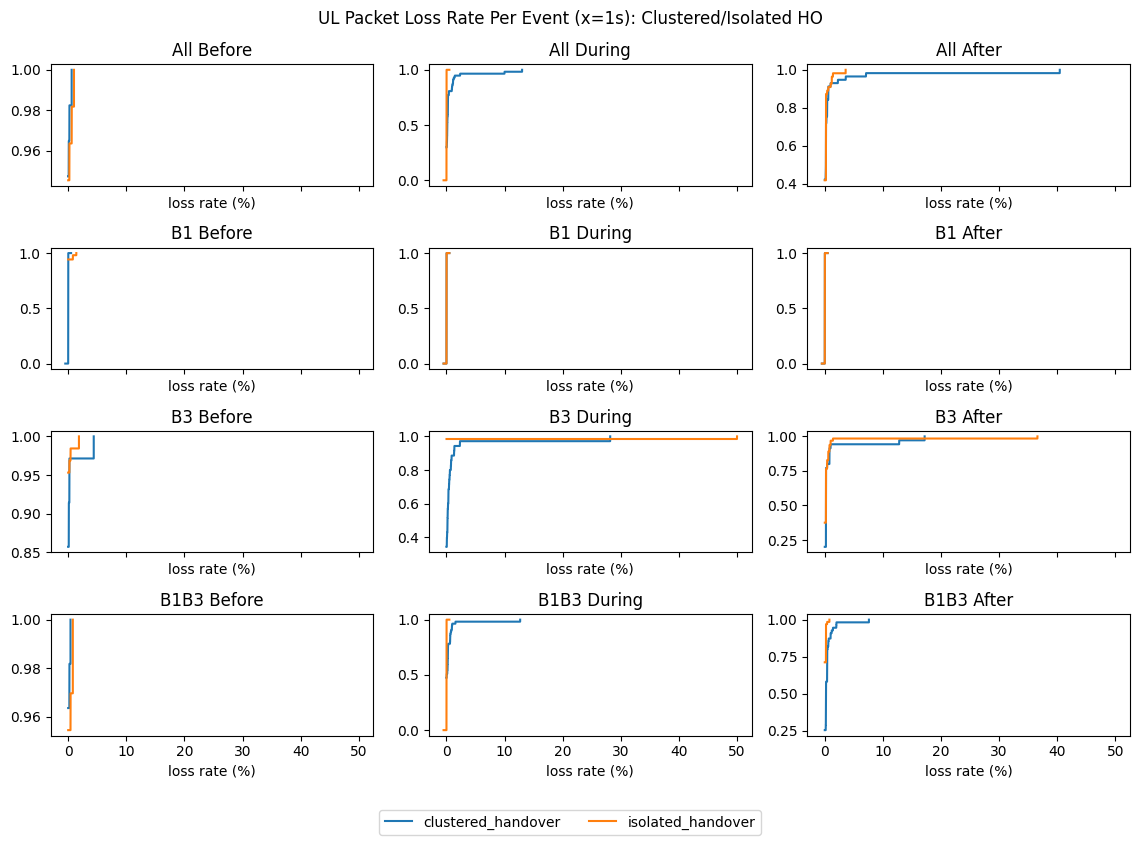 UL Packet Loss Rate Per Event (x=1s): Clustered/Isolated HO
All Before
All During
All After
1.00
0.98
0.96
1.0
0.5
0.0
1.0
0.8
0.6
0.4
loss rate (%)
loss rate (%)
loss rate (%)
B1 Before
B1 During
B1 After
1.0
0.5
0.0
1.0
0.5
0.0
1.0
0.5
0.0
loss rate (%)
loss rate (%)
loss rate (%)
B3 Before
B3 During
B3 After
1.00
0.95
0.90
0.85
1.0
0.8
0.6
0.4
1.00
0.75
0.50
0.25
loss rate (%)
loss rate (%)
loss rate (%)
B1B3 Before
B1B3 During
B1B3 After
1.00
0.98
0.96
1.0
0.5
0.0
1.00
0.75
0.50
0.25
0 10 20 30 40 50
0 10 20 30 40 50
0 10 20 30 40 50
loss rate (%)
loss rate (%)
loss rate (%)
clustered_handover
isolated_handover